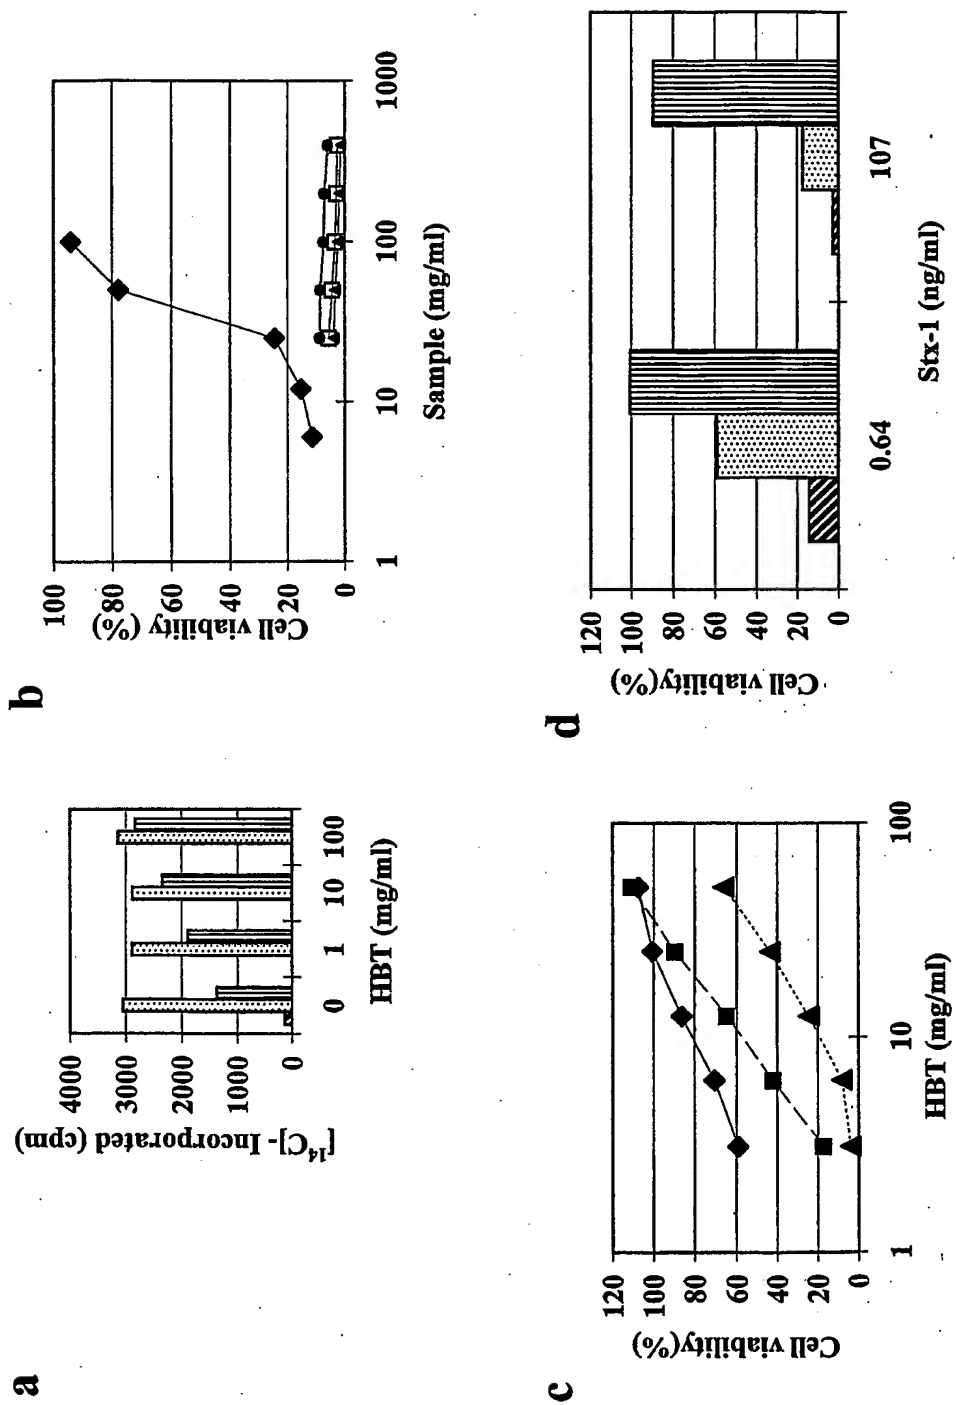 a
[¹⁴C]- Incorporated (cpm)
4000
3000
2000
1000
0
0 1 10 100
HBT (mg/ml)
b
Cell viability (%)
100
80
60
40
20
0
1 10 100 1000
Sample (mg/ml)
c
Cell viability(%)
120
100
80
60
40
20
0
1 10 100
HBT (mg/ml)
d
Cell viability(%)
120
100
80
60
40
20
0
0.64 107
Stx-1 (ng/ml)